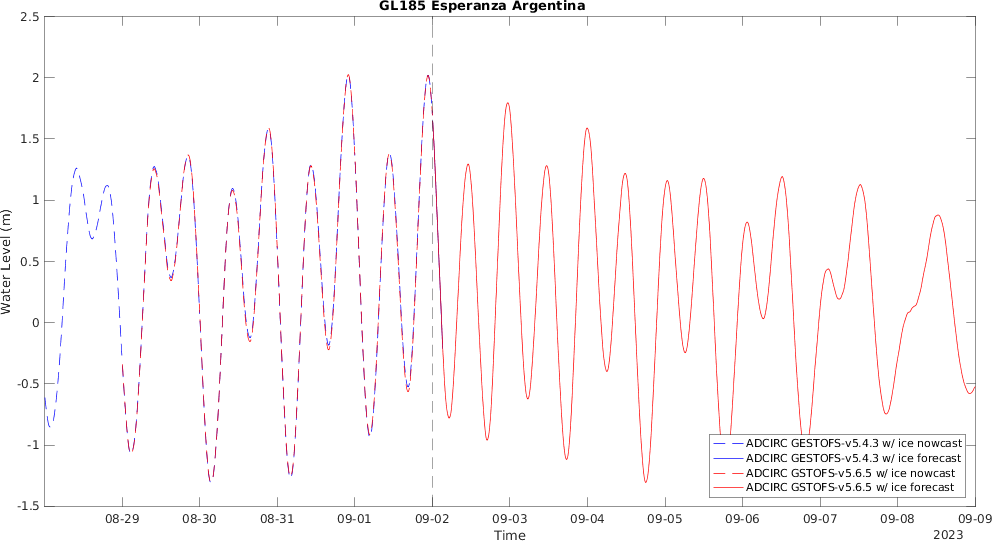 GL185 Esperanza Argentina
2.5
2
1.5
1
0.5
0
-0.5
-1
-1.5
Water Level (m)
ADCIRC GESTOFS-v5.4.3 w/ ice nowcast
ADCIRC GESTOFS-v5.4.3 w/ ice forecast
ADCIRC GSTOFS-v5.6.5 w/ ice nowcast
ADCIRC GSTOFS-v5.6.5 w/ ice forecast
08-29 08-30 08-31 09-01 09-02 09-03 09-04 09-05 09-06 09-07 09-08 09-09
Time
2023